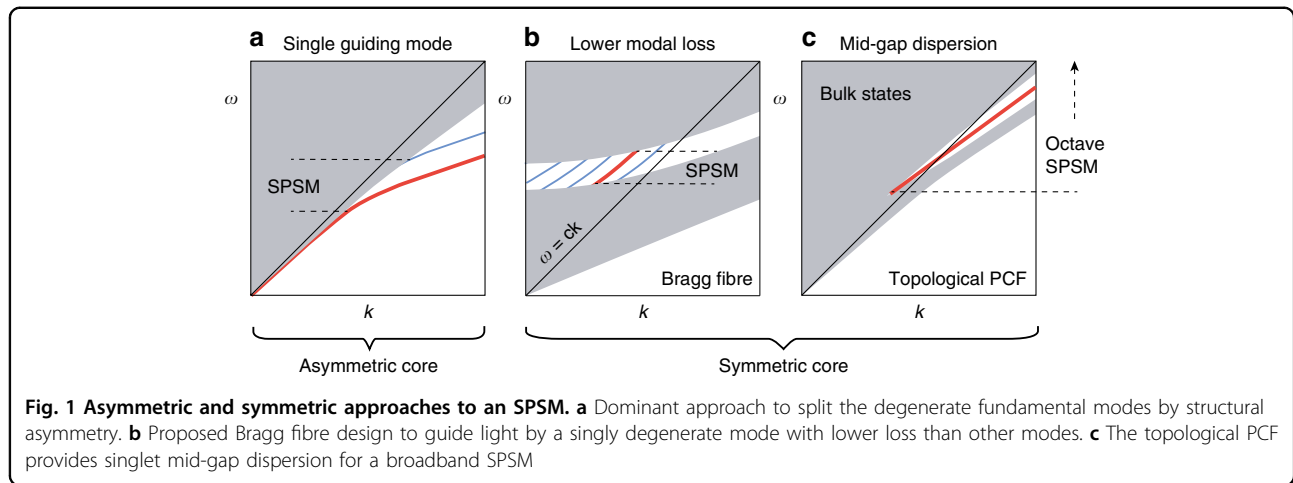 a Single guiding mode
b Lower modal loss
c Mid-gap dispersion
ω
SPSM
k
Asymmetric core
ω
SPSM
ω = ck
Bragg fibre
k
ω
Bulk states
Octave
SPSM
Topological PCF
k
Symmetric core
Fig. 1 Asymmetric and symmetric approaches to an SPSM. a Dominant approach to split the degenerate fundamental modes by structural
asymmetry. b Proposed Bragg fibre design to guide light by a singly degenerate mode with lower loss than other modes. c The topological PCF
provides singlet mid-gap dispersion for a broadband SPSM